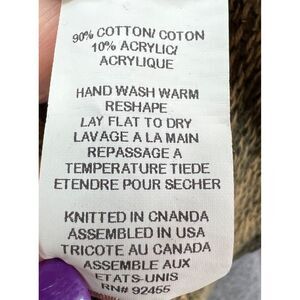 90% COTTON/ COTON
10% ACRYLIC/
ACRYLIQUE
HAND WASH WARM
RESHAPE
LAY FLAT TO DRY
LAVAGE A LA MAIN
REPASSAGE A
TEMPERATURE TIEDE
ETENDRE POUR SECHER
KNITTED IN CNANDA
ASSEMBLED IN USA
TRICOTE AU CANADA
ASSEMBLE AUX
ETATS-UNIS
RN# 92455